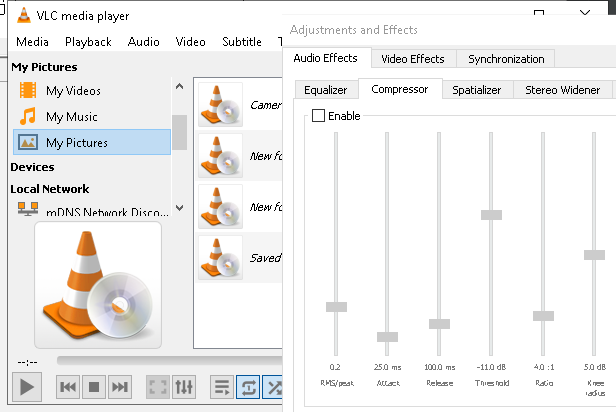 VLC media player
Media Playback Audio Video Subtitle T
My Pictures
My Videos
My Music
My Pictures
Devices
Local Network
mDNS Network Disco...
Camer
New fo
New fo
Saved
--:--
Adjustments and Effects
Audio Effects Video Effects Synchronization
Equalizer Compressor Spatializer Stereo Widener
Enable
0.2 25.0 ms 100.0 ms -11.0 dB 4.0 :1 5.0 dB
RMS/peak Attack Release Threshold Ratio Knee
radius